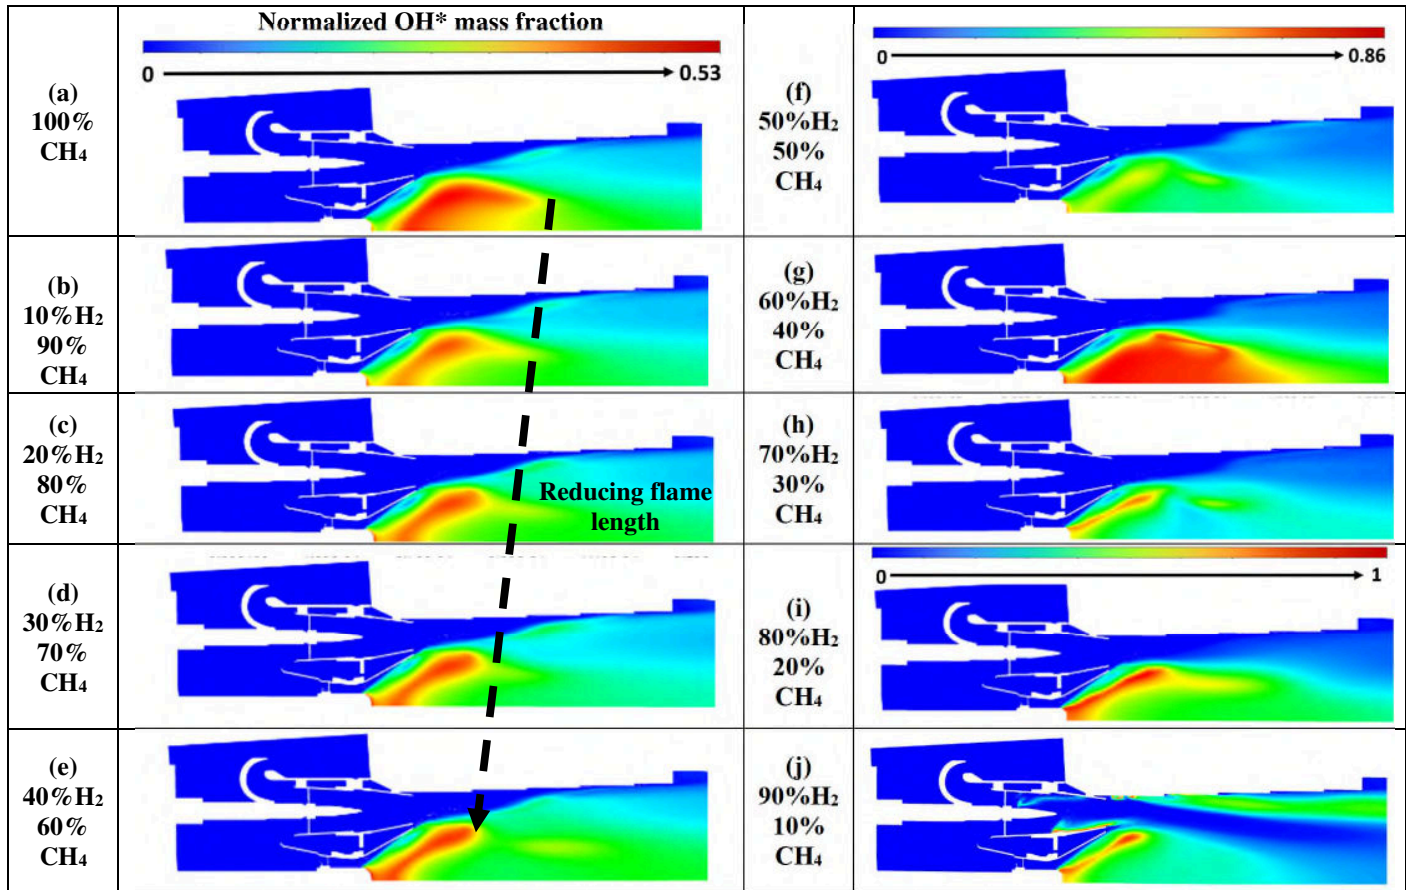 Normalized OH* mass fraction
0
0.53
(a)
100%
CH4
(b)
10%H2
90%
CH4
(c)
20%H2
80%
CH4
Reducing flame
length
(d)
30%H2
70%
CH4
(e)
40%H2
60%
CH4
0
0.86
(f)
50%H2
50%
CH4
(g)
60%H2
40%
CH4
(h)
70%H2
30%
CH4
0
1
(i)
80%H2
20%
CH4
(j)
90%H2
10%
CH4